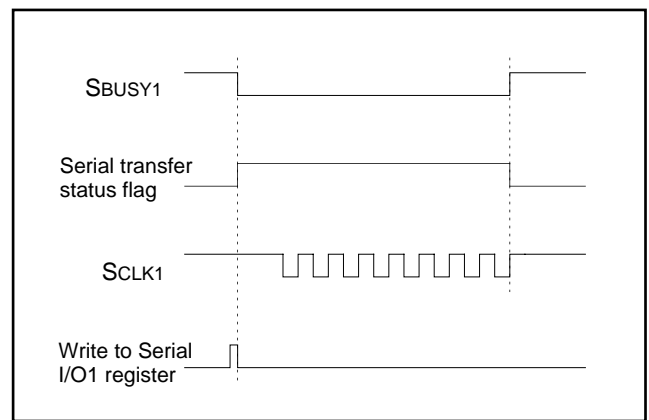 SBUSY1
Serial transfer
status flag
SCLK1
Write to Serial
I/O1 register